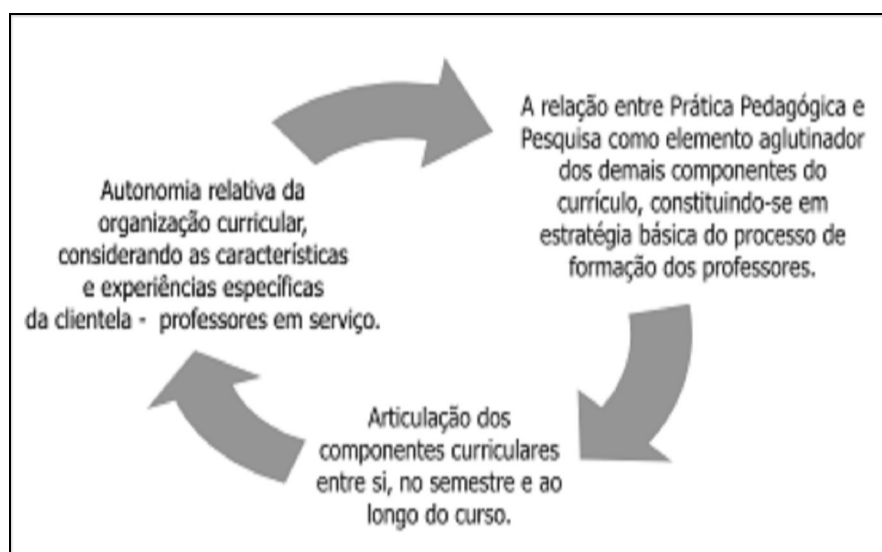 Autonomia relativa da
organização curricular,
considerando as características
e experiências específicas
da clientela - professores em serviço.
A relação entre Prática Pedagógica e
Pesquisa como elemento aglutinador
dos demais componentes do
currículo, constituindo-se em
estratégia básica do processo de
formação dos professores.
Articulação dos
componentes curriculares
entre si, no semestre e ao
longo do curso.